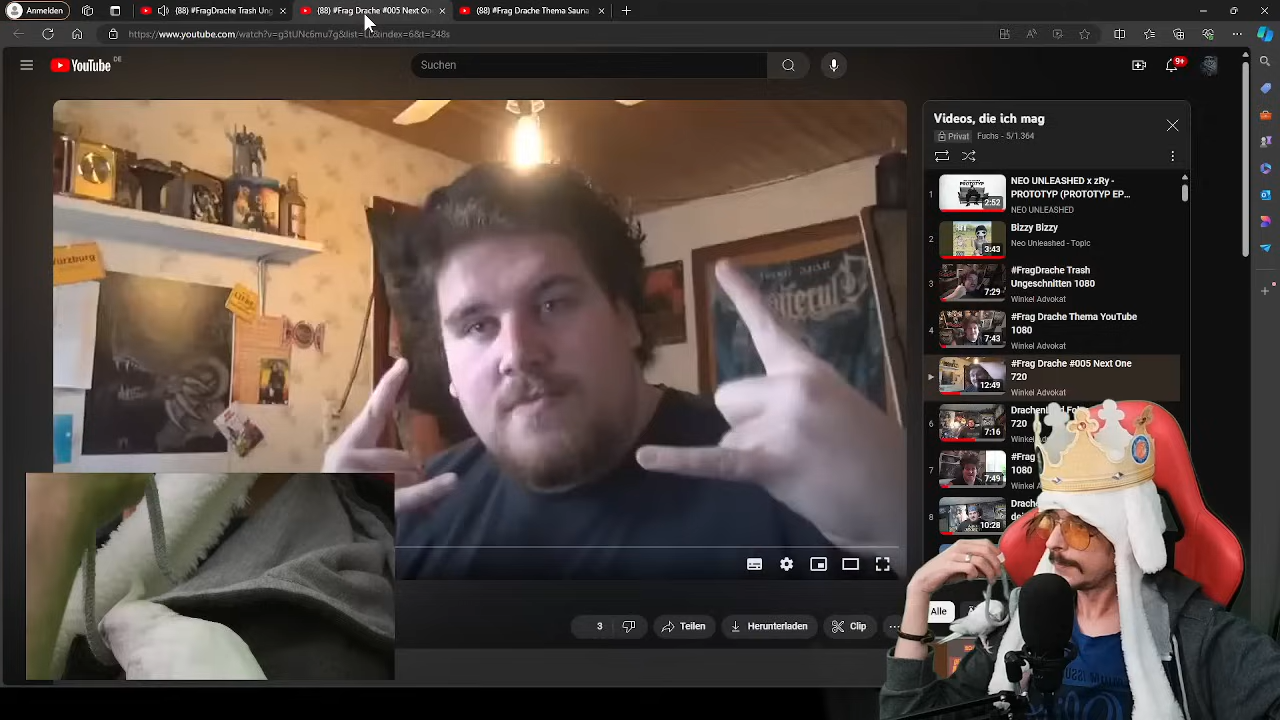 Anmelden
(88) #FragDrache Trash Ung
(88) #Frag Drache #005 Next On
(88) #Frag Drache Thema Sauna
https://www.youtube.com/watch?v=g3tUNc6mu7g&list=LL&index=6&t=248s
YouTube DE
Suchen
9+
Videos, die ich mag
Privat Fuchs - 5/1.364
1
2:52
NEO UNLEASHED x zRy -
PROTOTYP (PROTOTYP EP...
NEO UNLEASHED
2
3:43
Bizzy Bizzy
Neo Unleashed - Topic
3
7:29
#FragDrache Trash
Ungeschnitten 1080
Winkel Advokat
4
7:43
#Frag Drache Thema YouTube
1080
Winkel Advokat
12:49
#Frag Drache #005 Next One
720
Winkel Advokat
6
7:16
720
7
7:49
#Frag
1080
8
10:28
Alle
3
Teilen
Herunterladen
Clip